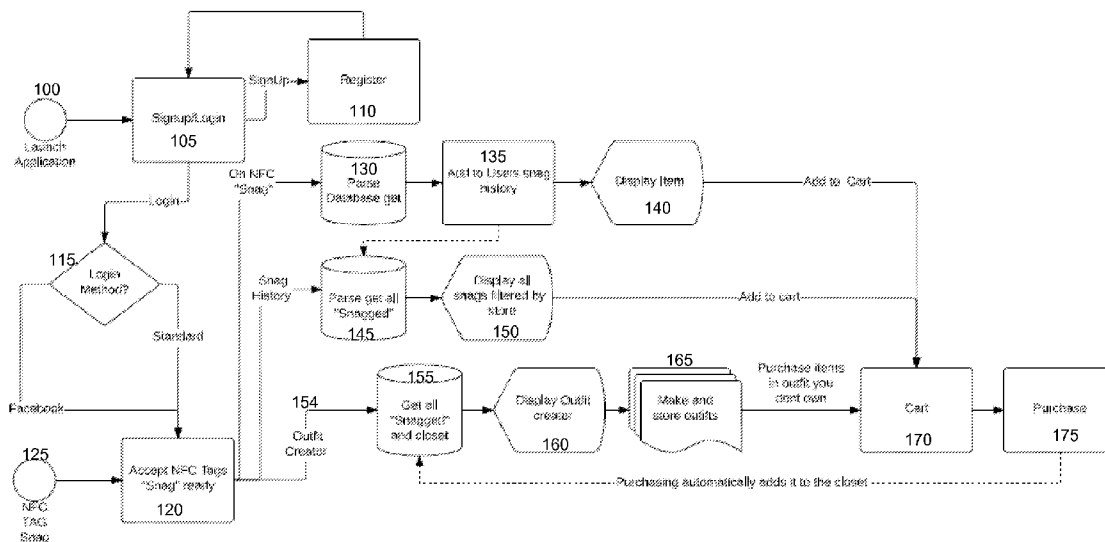 100
Launch
Application
Signup/Login
105
SignUp
Register
110
Login
115
Login
Method?
Standard
Facebook
125
NFC
TAG
Snag
Accept NFC Tags
"Snag" ready
120
On NFC
"Snag"
130
Parse
Database get
135
Add to Users snag
history
Display Item
140
Add to Cart
Snag
History
Parse get all
"Snagged"
145
Display all
snags filtered by
store
150
Add to cart
154
Outfit
Creator
155
Get all
"Snagged"
and closet
Display Outfit
creator
160
165
Make and
store outfits
Purchase items
in outfit you
dont own
Cart
170
Purchase
175
Purchasing automatically adds it to the closet